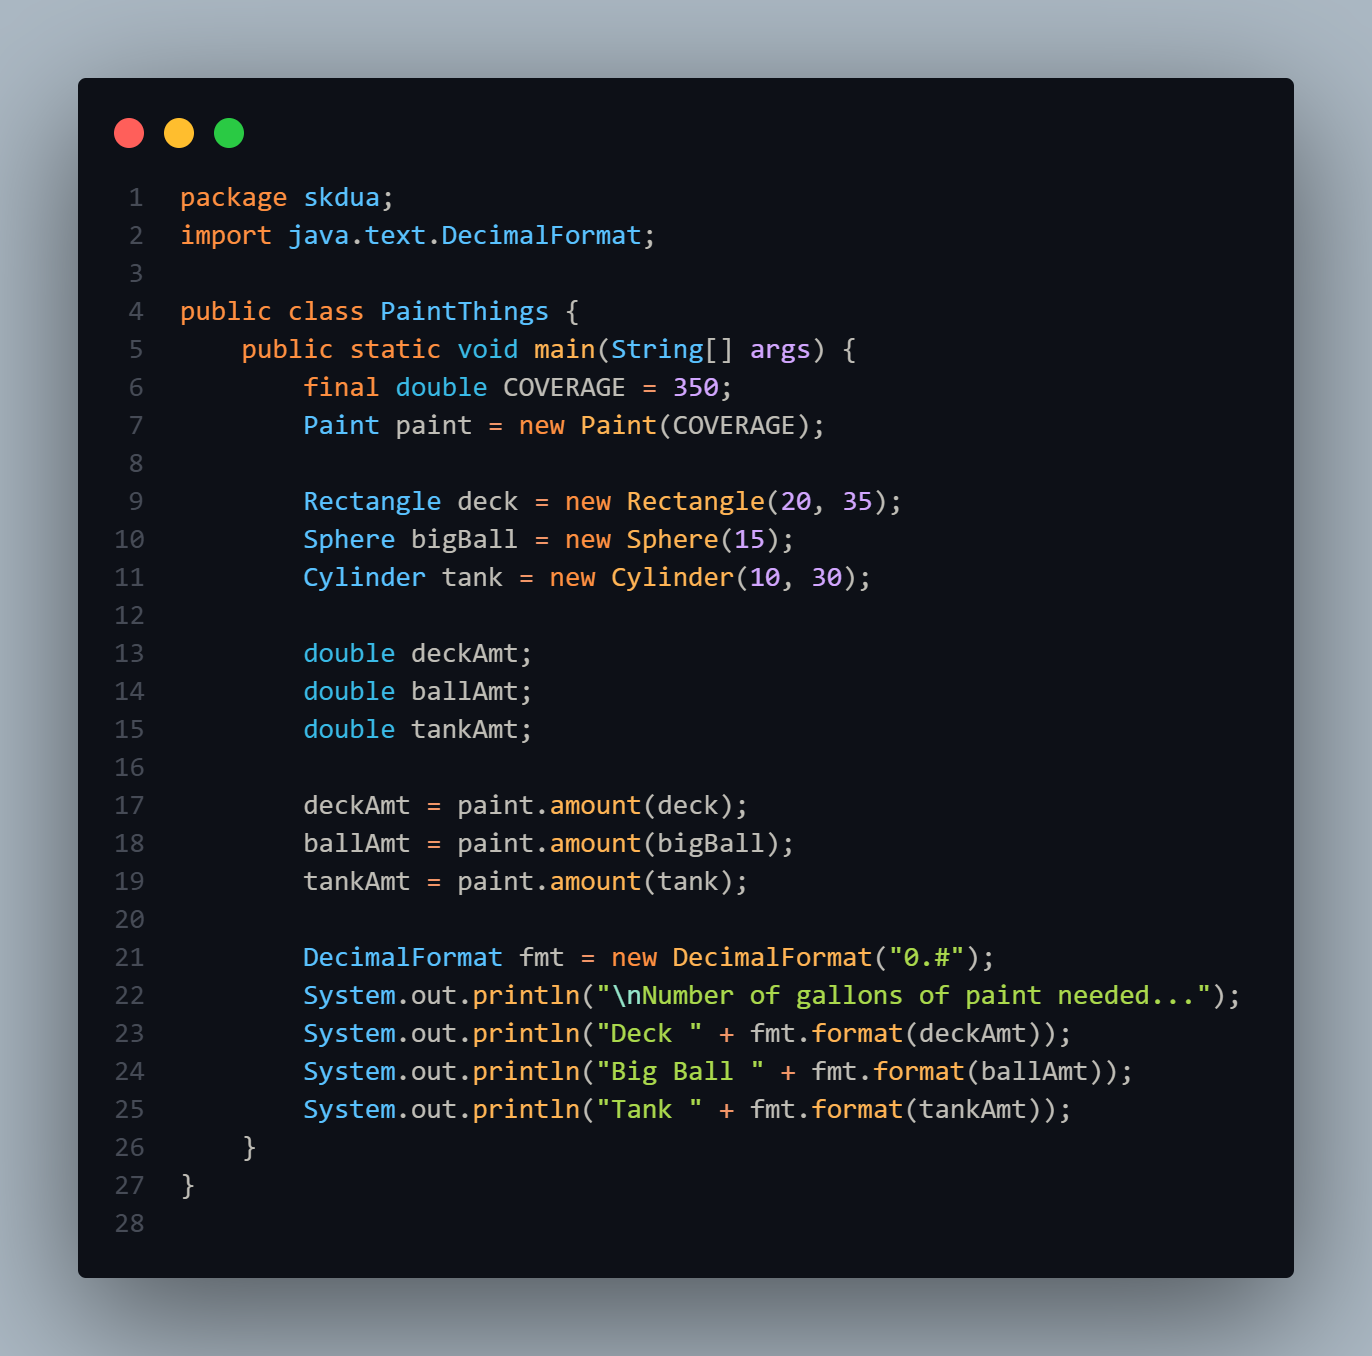 1 package skdua;
2 import java.text.DecimalFormat;
3
4 public class PaintThings {
5     public static void main(String[] args) {
6         final double COVERAGE = 350;
7         Paint paint = new Paint(COVERAGE);
8
9         Rectangle deck = new Rectangle(20, 35);
10         Sphere bigBall = new Sphere(15);
11         Cylinder tank = new Cylinder(10, 30);
12
13         double deckAmt;
14         double ballAmt;
15         double tankAmt;
16
17         deckAmt = paint.amount(deck);
18         ballAmt = paint.amount(bigBall);
19         tankAmt = paint.amount(tank);
20
21         DecimalFormat fmt = new DecimalFormat("0.#");
22         System.out.println("\nNumber of gallons of paint needed...");
23         System.out.println("Deck " + fmt.format(deckAmt));
24         System.out.println("Big Ball " + fmt.format(ballAmt));
25         System.out.println("Tank " + fmt.format(tankAmt));
26     }
27 }
28